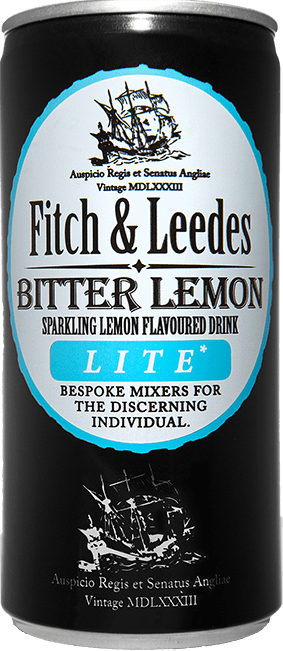 Auspicio Regis et Senatus Angliae
Vintage MDLXXXIII
Fitch & Leedes
BITTER LEMON
SPARKLING LEMON FLAVOURED DRINK
LITE*
BESPOKE MIXERS FOR
THE DISCERNING
INDIVIDUAL.
Auspicio Regis et Senatus Angliae
Vintage MDLXXXIII